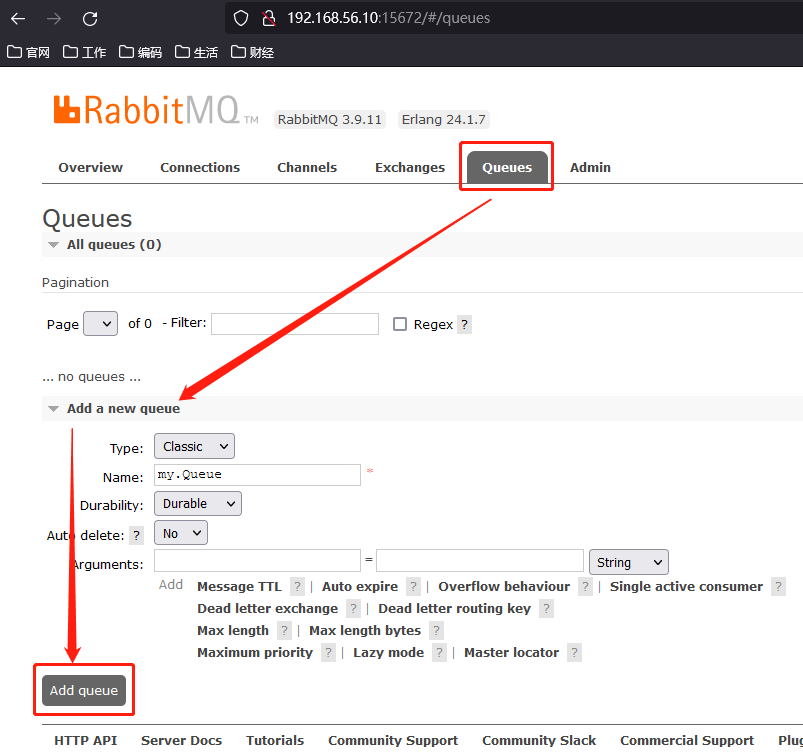 192.168.56.10:15672/#/queues
官网 工作 编码 生活 财经
RabbitMQ TM RabbitMQ 3.9.11 Erlang 24.1.7
Overview Connections Channels Exchanges Queues Admin
Queues
All queues (0)
Pagination
Page of 0 - Filter: Regex ?
... no queues ...
Add a new queue
Type: Classic
Name: my.Queue *
Durability: Durable
Auto delete: ? No
Arguments: = String
Add Message TTL ? | Auto expire ? | Overflow behaviour ? | Single active consumer ?
Dead letter exchange ? | Dead letter routing key ?
Max length ? | Max length bytes ?
Maximum priority ? | Lazy mode ? | Master locator ?
Add queue
HTTP API Server Docs Tutorials Community Support Community Slack Commercial Support Plug